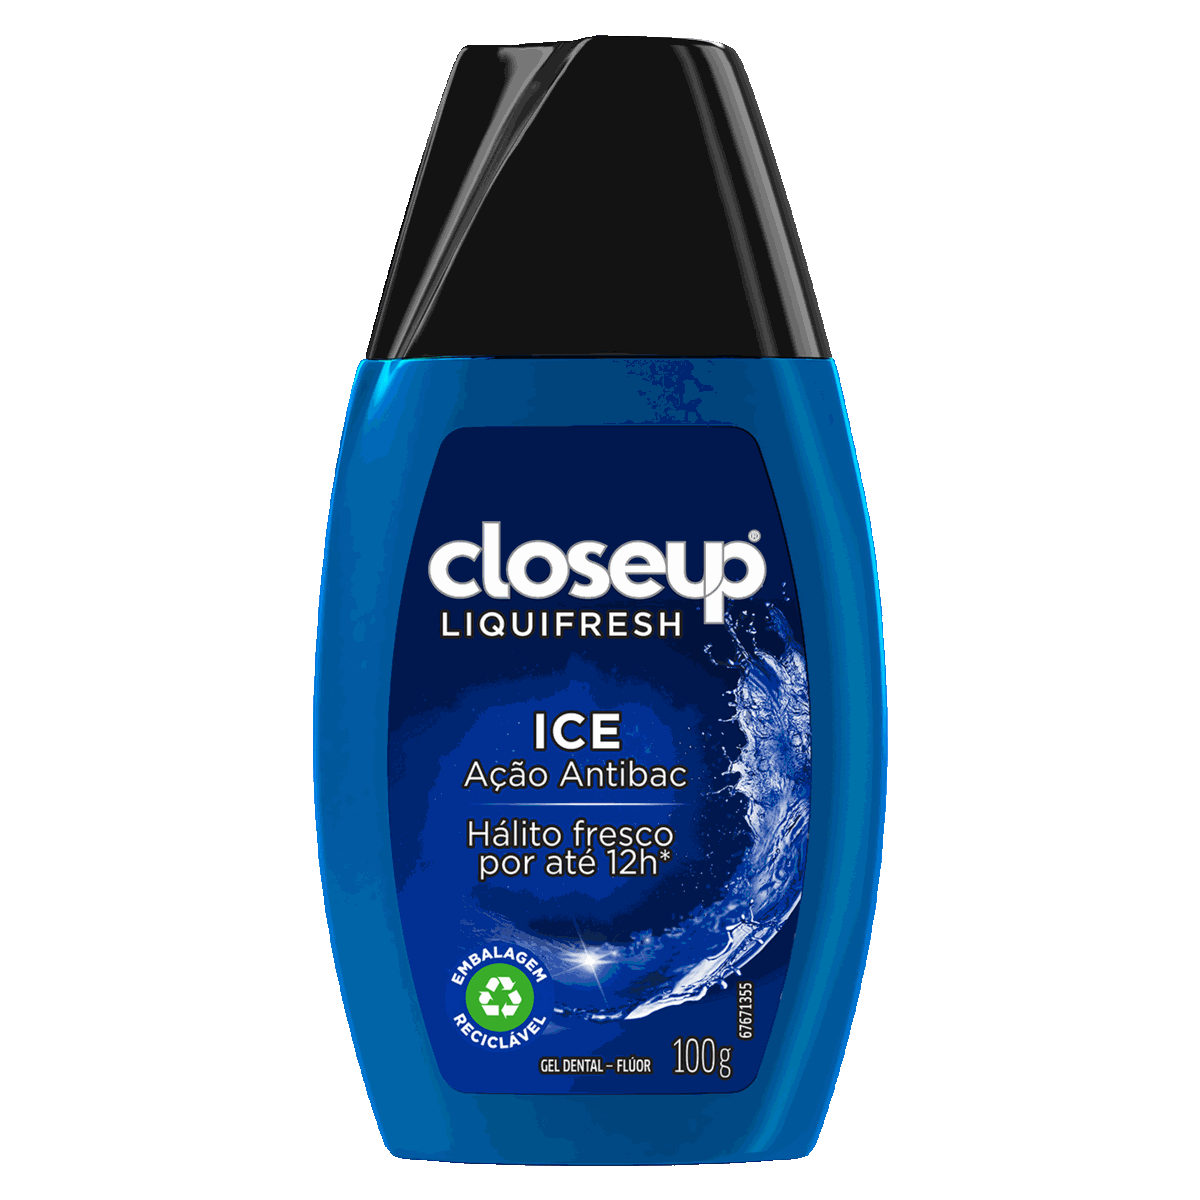 closeup®
LIQUIFRESH
ICE
Ação Antibac
Hálito fresco
por até 12h*
EMBALAGEM
RECICLÁVEL
67671355
GEL DENTAL – FLÚOR
100g